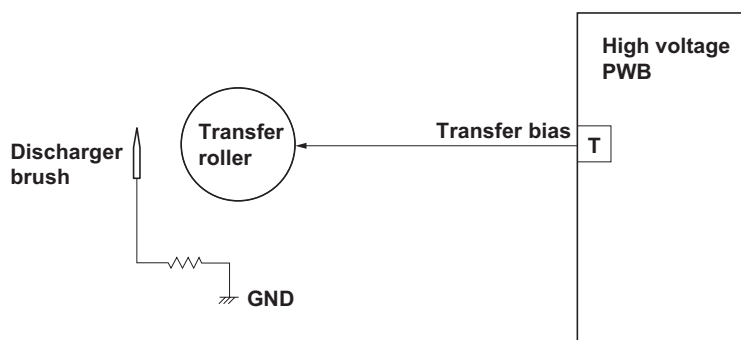 High voltage
PWB
Transfer bias
T
Transfer
roller
Discharger
brush
GND